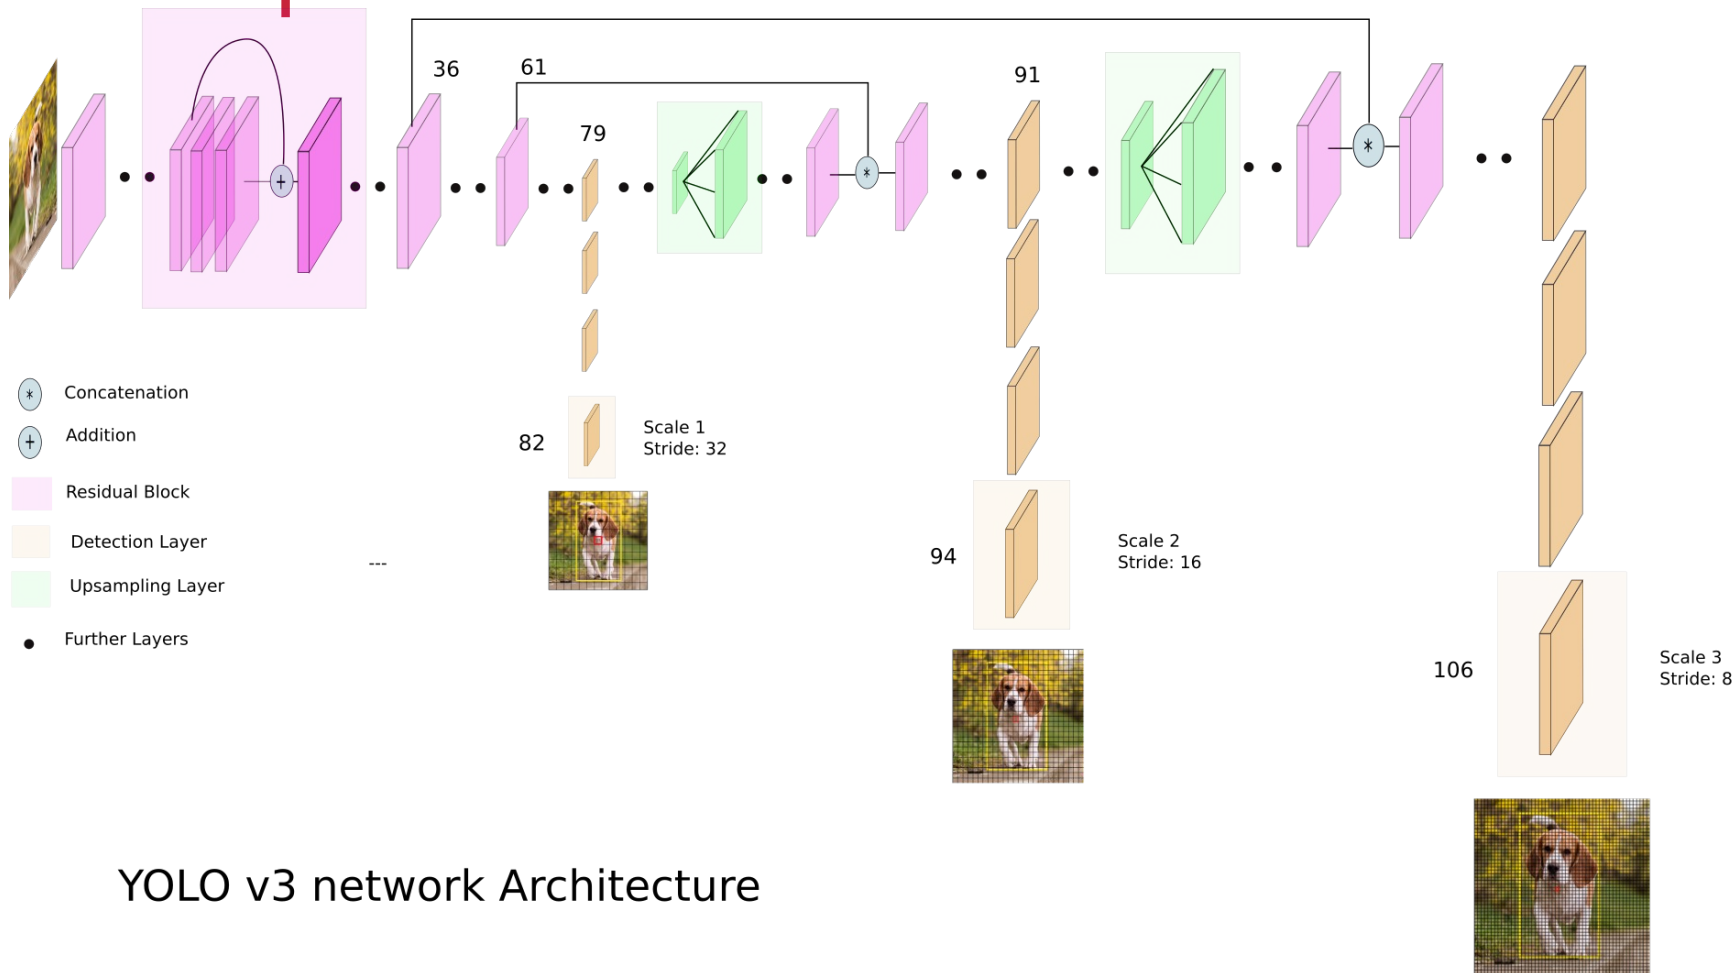 36
61
91
79
Concatenation
Addition
Residual Block
Detection Layer
Upsampling Layer
Further Layers
---
82
Scale 1
Stride: 32
94
Scale 2
Stride: 16
106
Scale 3
Stride: 8
YOLO v3 network Architecture